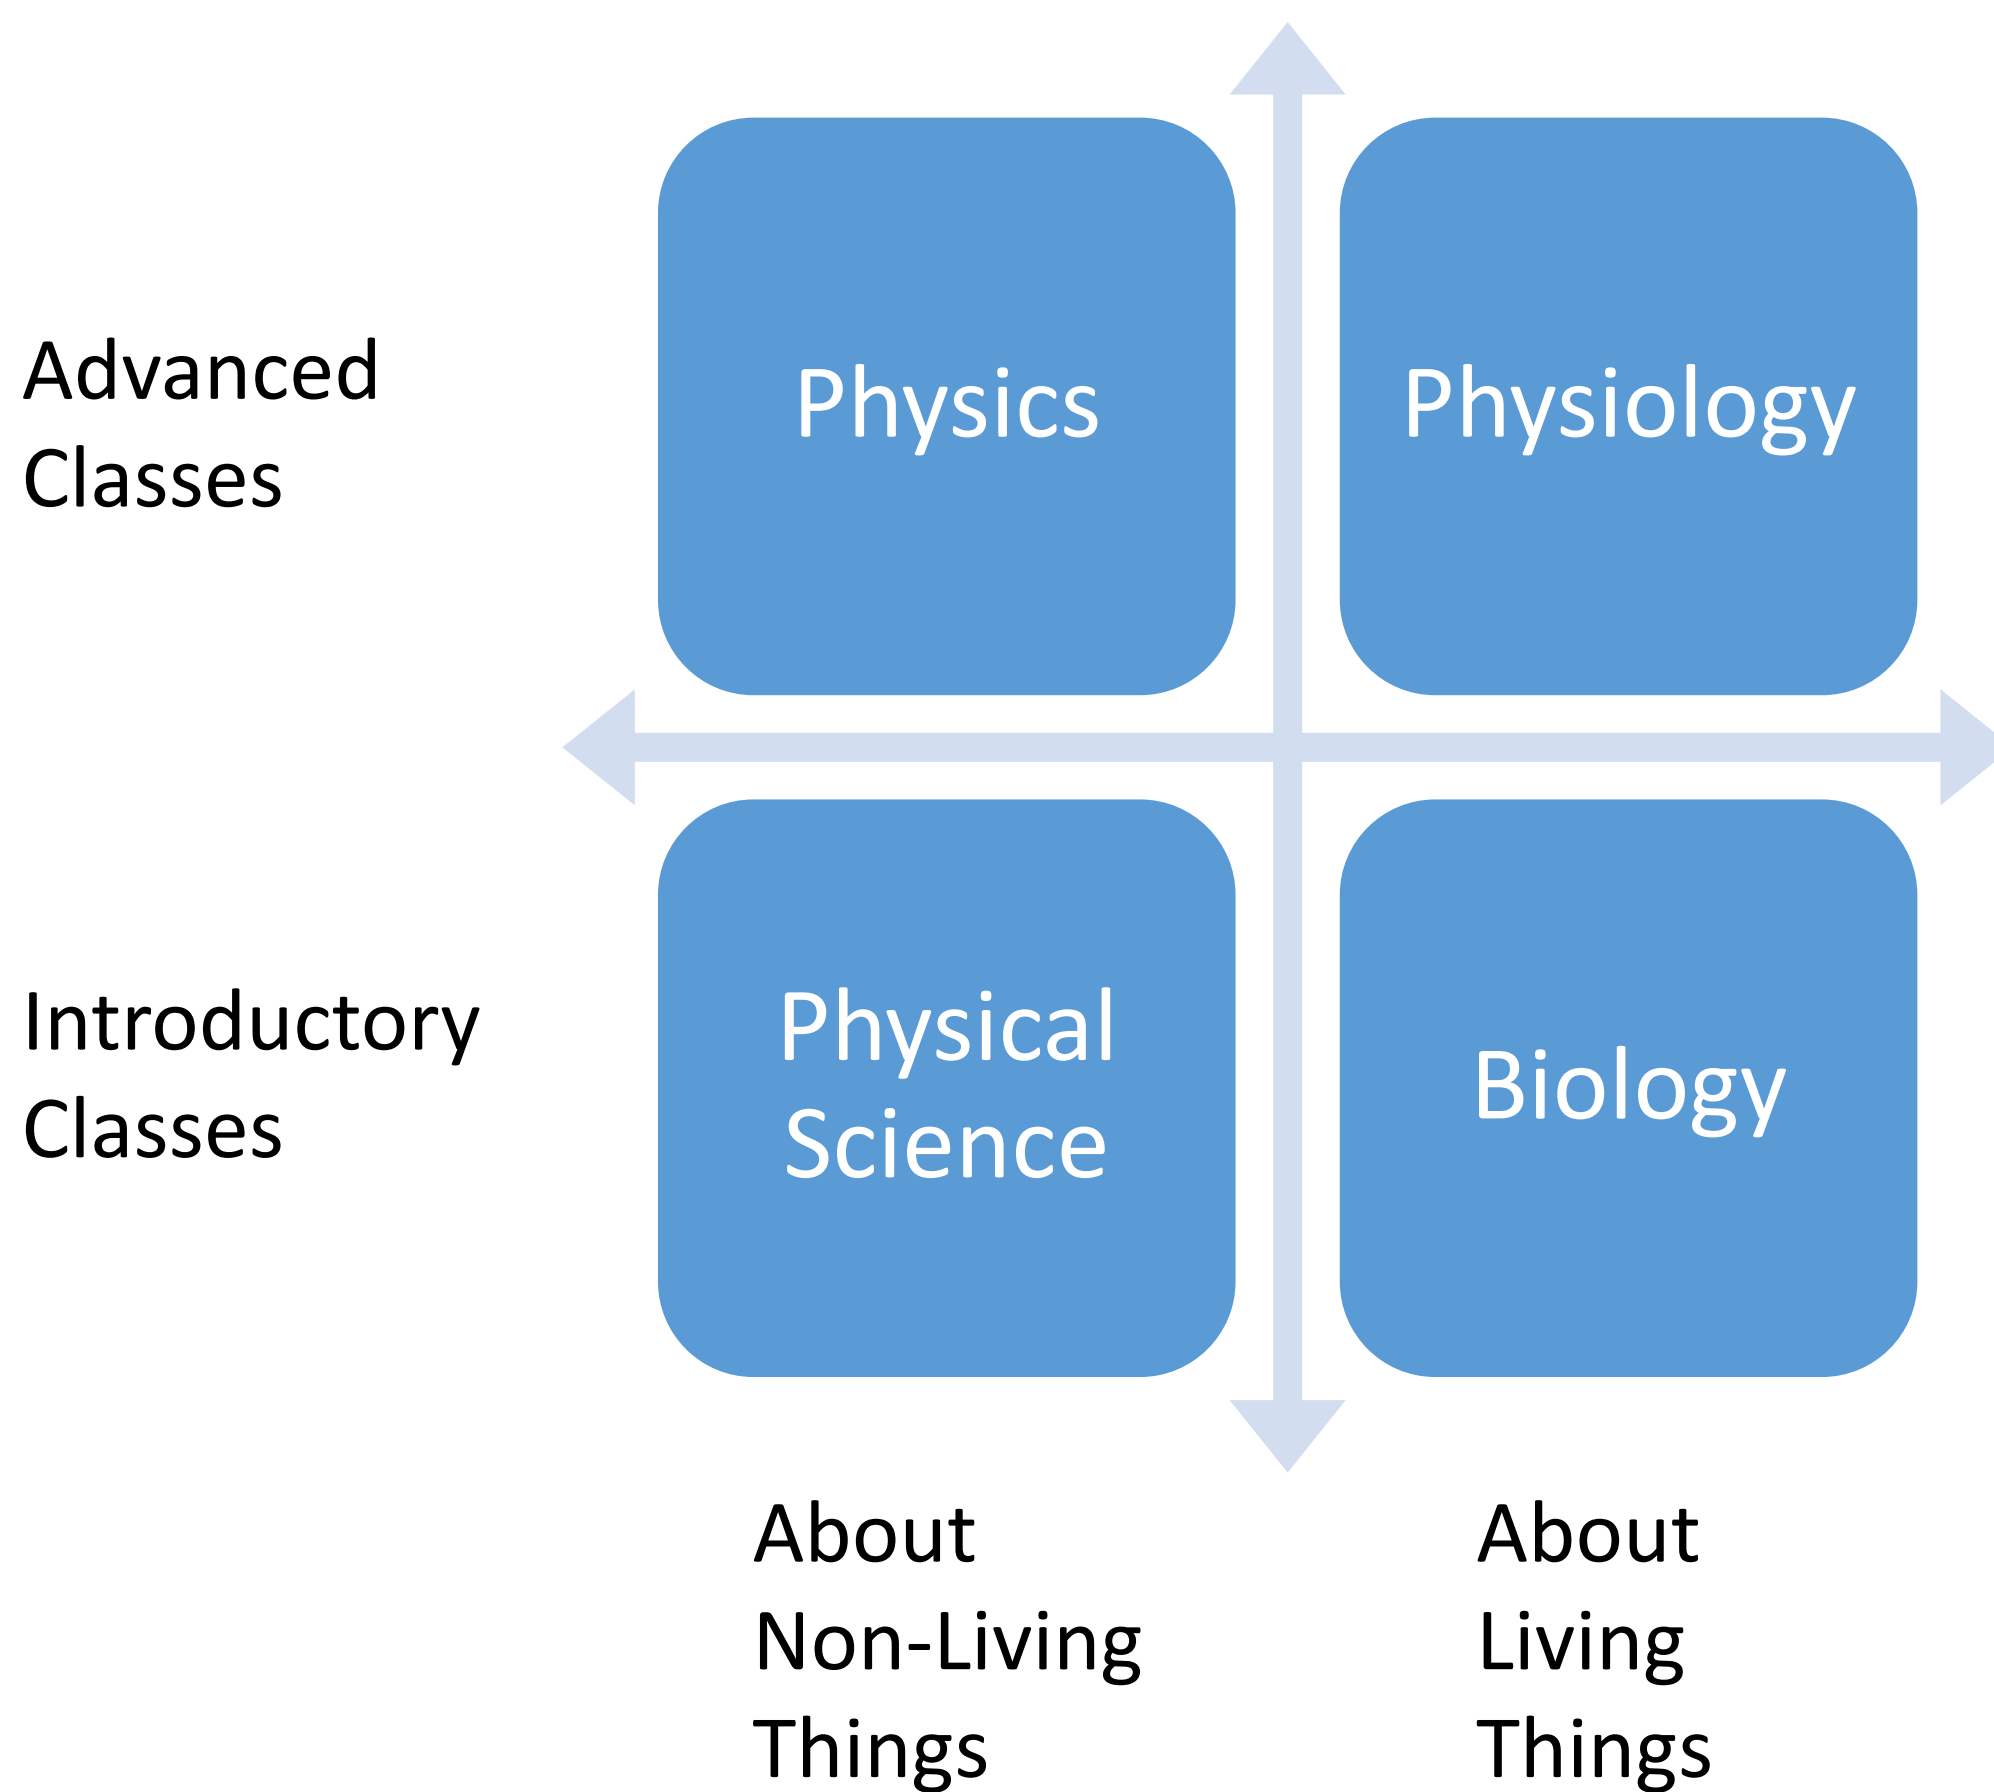 Advanced
Classes
Physics
Physiology
Introductory
Classes
Physical
Science
Biology
About
Non-Living
Things
About
Living
Things